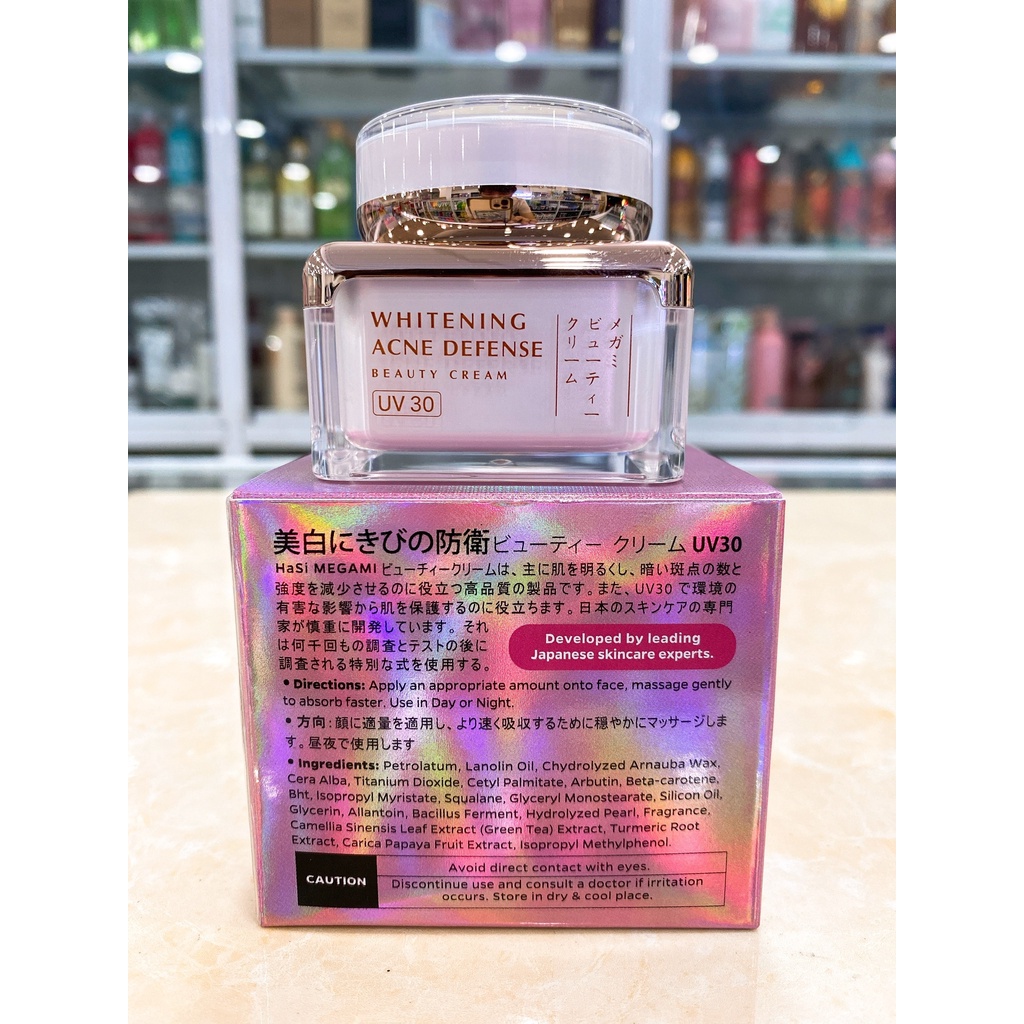 WHITENING
ACNE DEFENSE
BEAUTY CREAM
UV 30
メガミ
ビューティー
クリーム
美白にきびの防衛ビューティー クリーム UV30
HaSi MEGAMI ビューチィークリームは、主に肌を明るくし、暗い斑点の数と
強度を減少させるのに役立つ高品質の製品です。また、UV30 で環境の
有害な影響から肌を保護するのに役立ちます。日本のスキンケアの専門
家が慎重に開発しています。それ
は何千回もの調査とテストの後に
調査される特別な式を使用する。
Developed by leading
Japanese skincare experts.
• Directions: Apply an appropriate amount onto face, massage gently
to absorb faster. Use in Day or Night.
• 方向 : 顔に適量を適用し、より速く吸収するために穏やかにマッサージしま
す。昼夜で使用します
• Ingredients: Petrolatum, Lanolin Oil, Chydrolyzed Arnauba Wax,
Cera Alba, Titanium Dioxide, Cetyl Palmitate, Arbutin, Beta-carotene,
Bht, Isopropyl Myristate, Squalane, Glyceryl Monostearate, Silicon Oil,
Glycerin, Allantoin, Bacillus Ferment, Hydrolyzed Pearl, Fragrance,
Camellia Sinensis Leaf Extract (Green Tea) Extract, Turmeric Root
Extract, Carica Papaya Fruit Extract, Isopropyl Methylphenol.
CAUTION
Avoid direct contact with eyes.
Discontinue use and consult a doctor if irritation
occurs. Store in dry & cool place.